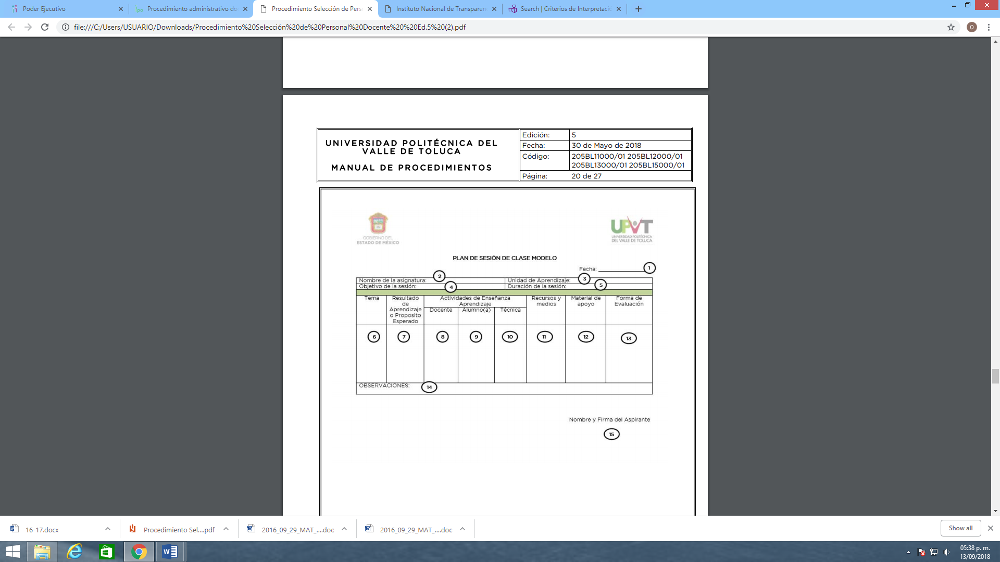 Poder Ejecutivo
Procedimiento administrativo do
Procedimiento Selección de Pers
Instituto Nacional de Transparen
Search | Criterios de Interpretació
file:///C:/Users/USUARIO/Downloads/Procedimiento%20Selección%20de%20Personal%20Docente%20%20Ed.5%20(2).pdf
O
UNIVERSIDAD POLITÉCNICA DEL
VALLE DE TOLUCA
MANUAL DE PROCEDIMIENTOS
Edición: 5
Fecha: 30 de Mayo de 2018
Código: 205BL11000/01 205BL12000/01
205BL13000/01 205BL15000/01
Página: 20 de 27
GOBIERNO DEL
ESTADO DE MÉXICO
UPVT
UNIVERSIDAD POLITÉCNICA
DEL VALLE DE TOLUCA
PLAN DE SESIÓN DE CLASE MODELO
Fecha: 1
Nombre de la asignatura: 2 Unidad de Aprendizaje: 3
Objetivo de la sesión: 4 Duración de la sesión: 5
Tema
Resultado
de
Aprendizaje
o Proposito
Esperado
Actividades de Enseñanza
Aprendizaje
Docente Alumno(a) Técnica
Recursos y
medios
Material de
apoyo
Forma de
Evaluación
6 7 8 9 10 11 12 13
OBSERVACIONES: 14
Nombre y Firma del Aspirante
15
16-17.docx
Procedimiento Sel....pdf
2016_09_29_MAT_....doc
2016_09_29_MAT_....doc
Show all
05:38 p. m.
13/09/2018